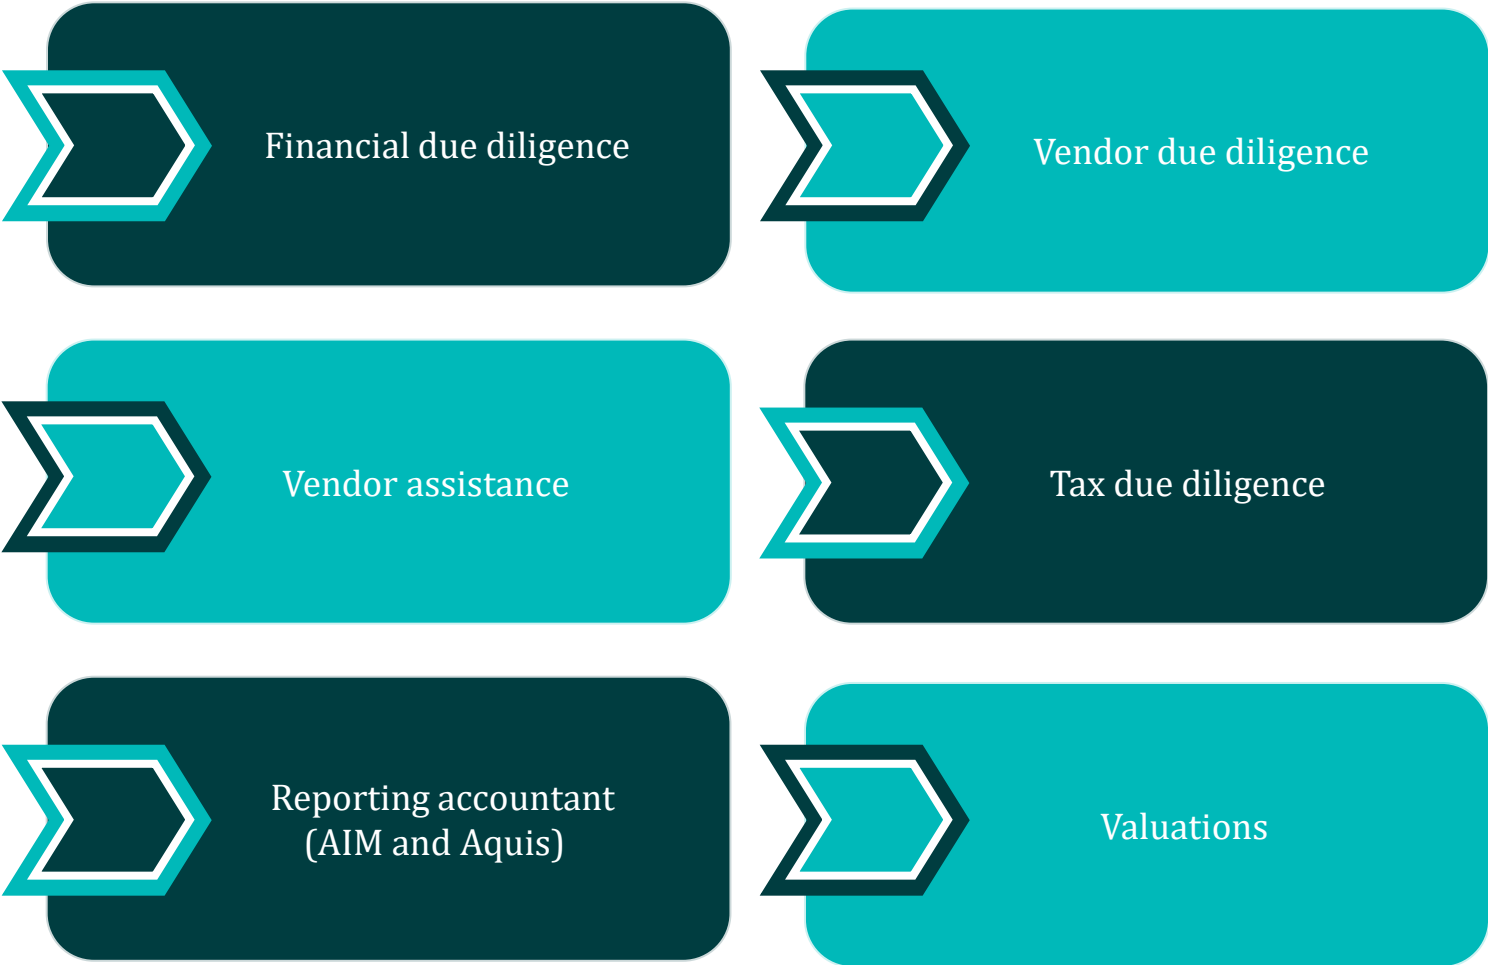 Financial due diligence
Vendor due diligence
Vendor assistance
Tax due diligence
Reporting accountant
(AIM and Aquis)
Valuations